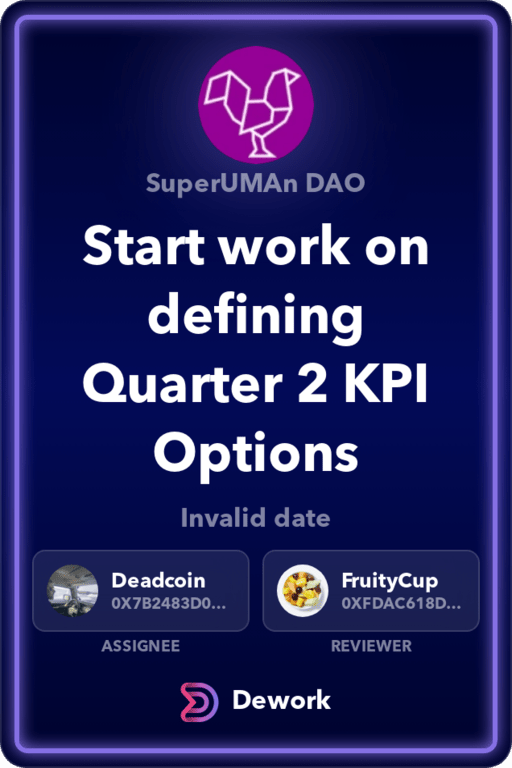 SuperUMAn DAO
Start work on
defining
Quarter 2 KPI
Options
Invalid date
Deadcoin
0X7B2483D0...
FruityCup
0XFDAC618D...
ASSIGNEE
REVIEWER
Dework